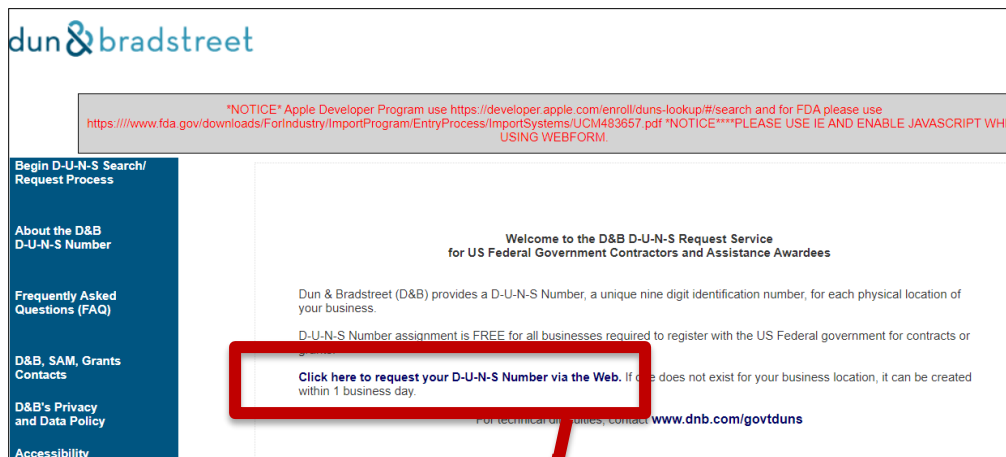 dun&bradstreet
*NOTICE* Apple Developer Program use https://developer.apple.com/enroll/duns-lookup/#/search and for FDA please use
https:////www.fda.gov/downloads/ForIndustry/ImportProgram/EntryProcess/ImportSystems/UCM483657.pdf *NOTICE****PLEASE USE IE AND ENABLE JAVASCRIPT WH
USING WEBFORM.
Begin D-U-N-S Search/
Request Process
About the D&B
D-U-N-S Number
Frequently Asked
Questions (FAQ)
D&B, SAM, Grants
Contacts
D&B's Privacy
and Data Policy
Accessibility
Welcome to the D&B D-U-N-S Request Service
for US Federal Government Contractors and Assistance Awardees
Dun & Bradstreet (D&B) provides a D-U-N-S Number, a unique nine digit identification number, for each physical location of
your business.
D-U-N-S Number assignment is FREE for all businesses required to register with the US Federal government for contracts or
Click here to request your D-U-N-S Number via the Web. If one does not exist for your business location, it can be created
within 1 business day.
For technical difficulties, contact www.dnb.com/govtduns